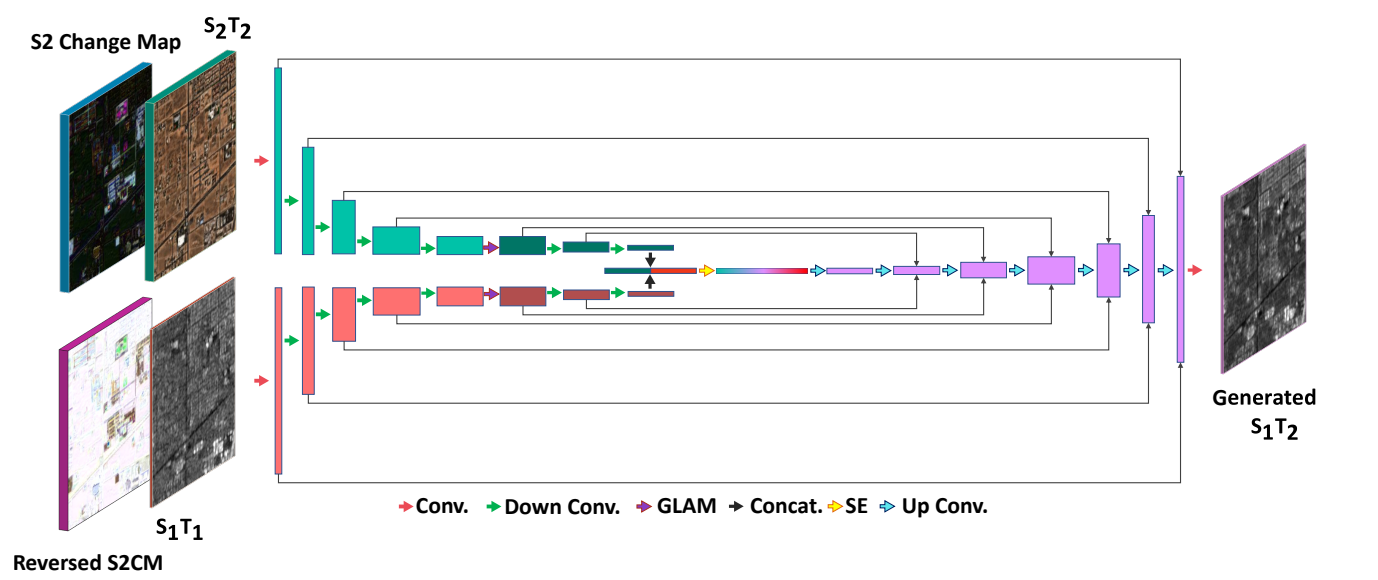 S2 Change Map
S₂T₂
S₁T₁
Reversed S2CM
Generated
S₁T₂
Conv. Down Conv. GLAM Concat. SE Up Conv.